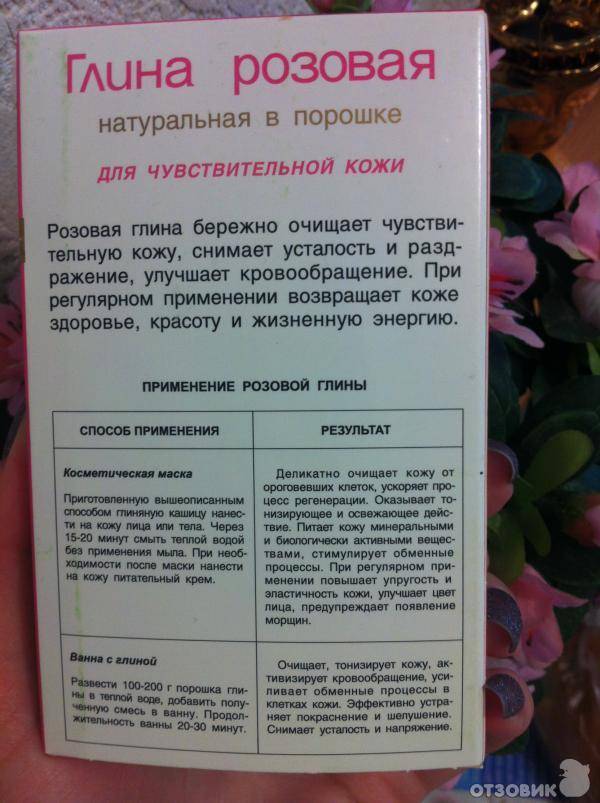 Глина розовая
натуральная в порошке
ДЛЯ ЧУВСТВИТЕЛЬНОЙ КОЖИ
Розовая глина бережно очищает чувстви-
тельную кожу, снимает усталость и разд-
ражение, улучшает кровообращение. При
регулярном применении возвращает коже
здоровье, красоту и жизненную энергию.
ПРИМЕНЕНИЕ РОЗОВОЙ ГЛИНЫ
СПОСОБ ПРИМЕНЕНИЯ
РЕЗУЛЬТАТ
Косметическая маска
Приготовленную вышеописанным
способом глиняную кашицу нанес-
ти на кожу лица или тела. Через
15-20 минут смыть теплой водой
без применения мыла. При необ-
ходимости после маски нанести
на кожу питательный крем.
Деликатно очищает кожу от
ороговевших клеток, ускоряет про-
цесс регенерации. Оказывает то-
низирующее и освежающее дейс-
твие. Питает кожу минеральными
и биологически активными вещес-
твами, стимулирует обменные
процессы. При регулярном при-
менении повышает упругость и
эластичность кожи, улучшает цвет
лица, предупреждает появление
морщин.
Ванна с глиной
Развести 100-200 г порошка гли-
ны в теплой воде, добавить полу-
ченную смесь в ванну. Продол-
жительность ванны 20-30 минут.
Очищает, тонизирует кожу, ак-
тивизирует кровообращение, уси-
ливает обменные процессы в
клетках кожи. Эффективно устра-
няет покраснение и шелушение.
Снимает усталость и напряжение.
ОТЗОВИК